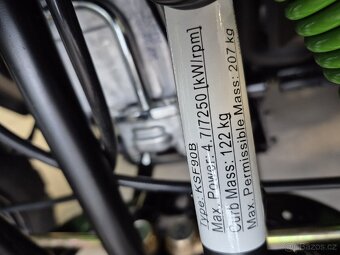 Type: KSF90B
Max. Power: 4,7/7250 [kW/rpm]
Curb Mass: 122 kg
Max. Permissible Mass: 207 kg